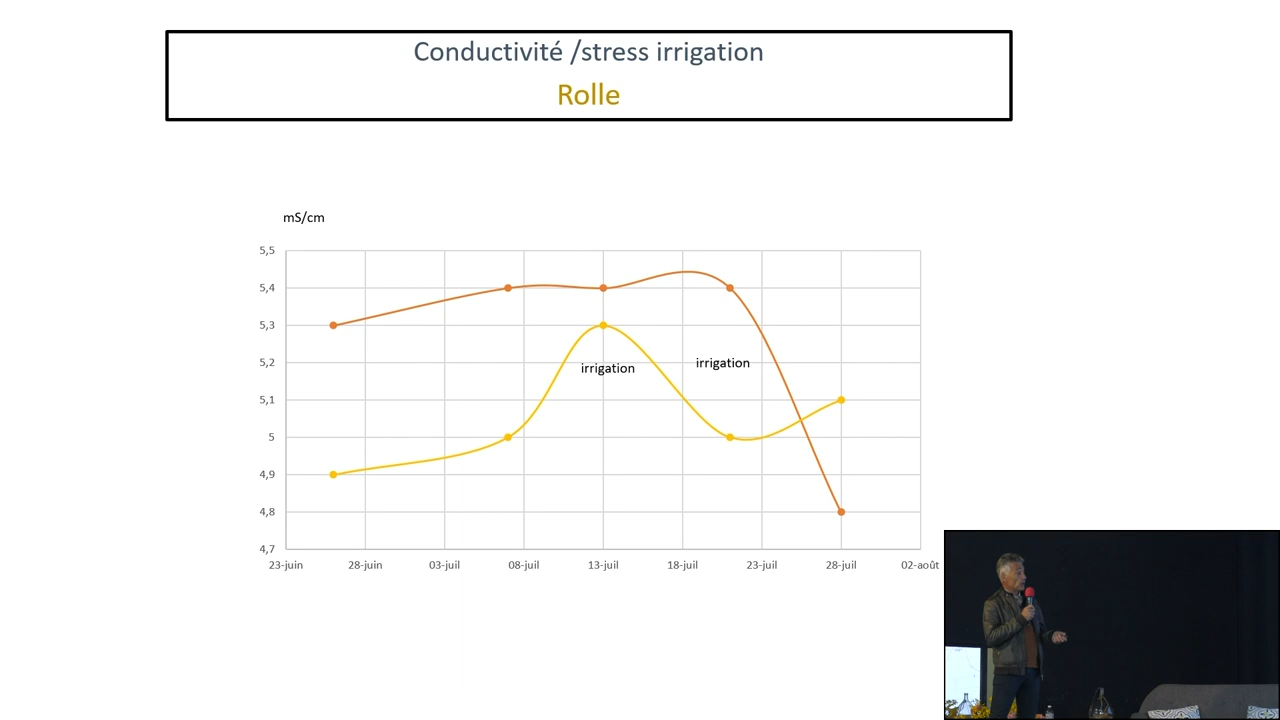 Conductivité /stress irrigation
Rolle
mS/cm
5,5
5,4
5,3
5,2
5,1
5
4,9
4,8
4,7
irrigation
irrigation
23-juin
28-juin
03-juil
08-juil
13-juil
18-juil
23-juil
28-juil
02-août